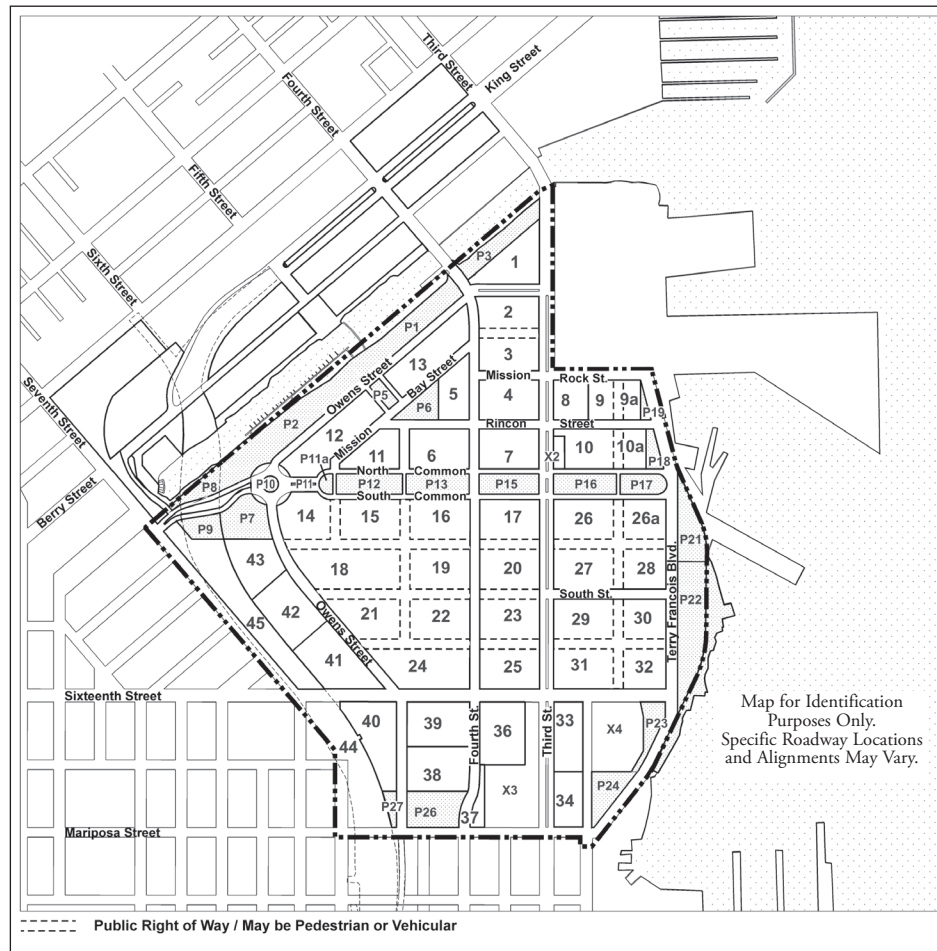 Third Street
King Street
Fourth Street
Fifth Street
Sixth Street
Seventh Street
Berry Street
P3
1
P1
2
3
13
Mission
Rock St.
Owens Street
Bay Street
P5
P6
5
4
8
9
9a
P19
P2
12
Mission
Rincon
Street
P11a
11
6
7
X2
10
10a
P18
North
Common
P8
P10
P11
P12
P13
P15
P16
P17
South
Common
P9
P7
14
15
16
17
26
26a
P21
43
18
19
20
27
28
Terry Francois Blvd.
South St.
P22
42
45
Owens Street
21
22
23
29
30
41
24
25
31
32
Sixteenth Street
Map for Identification
Purposes Only.
Specific Roadway Locations
and Alignments May Vary.
40
39
Fourth St.
36
Third St.
33
X4
P23
44
38
X3
34
P24
P27
P26
37
Mariposa Street
Public Right of Way / May be Pedestrian or Vehicular